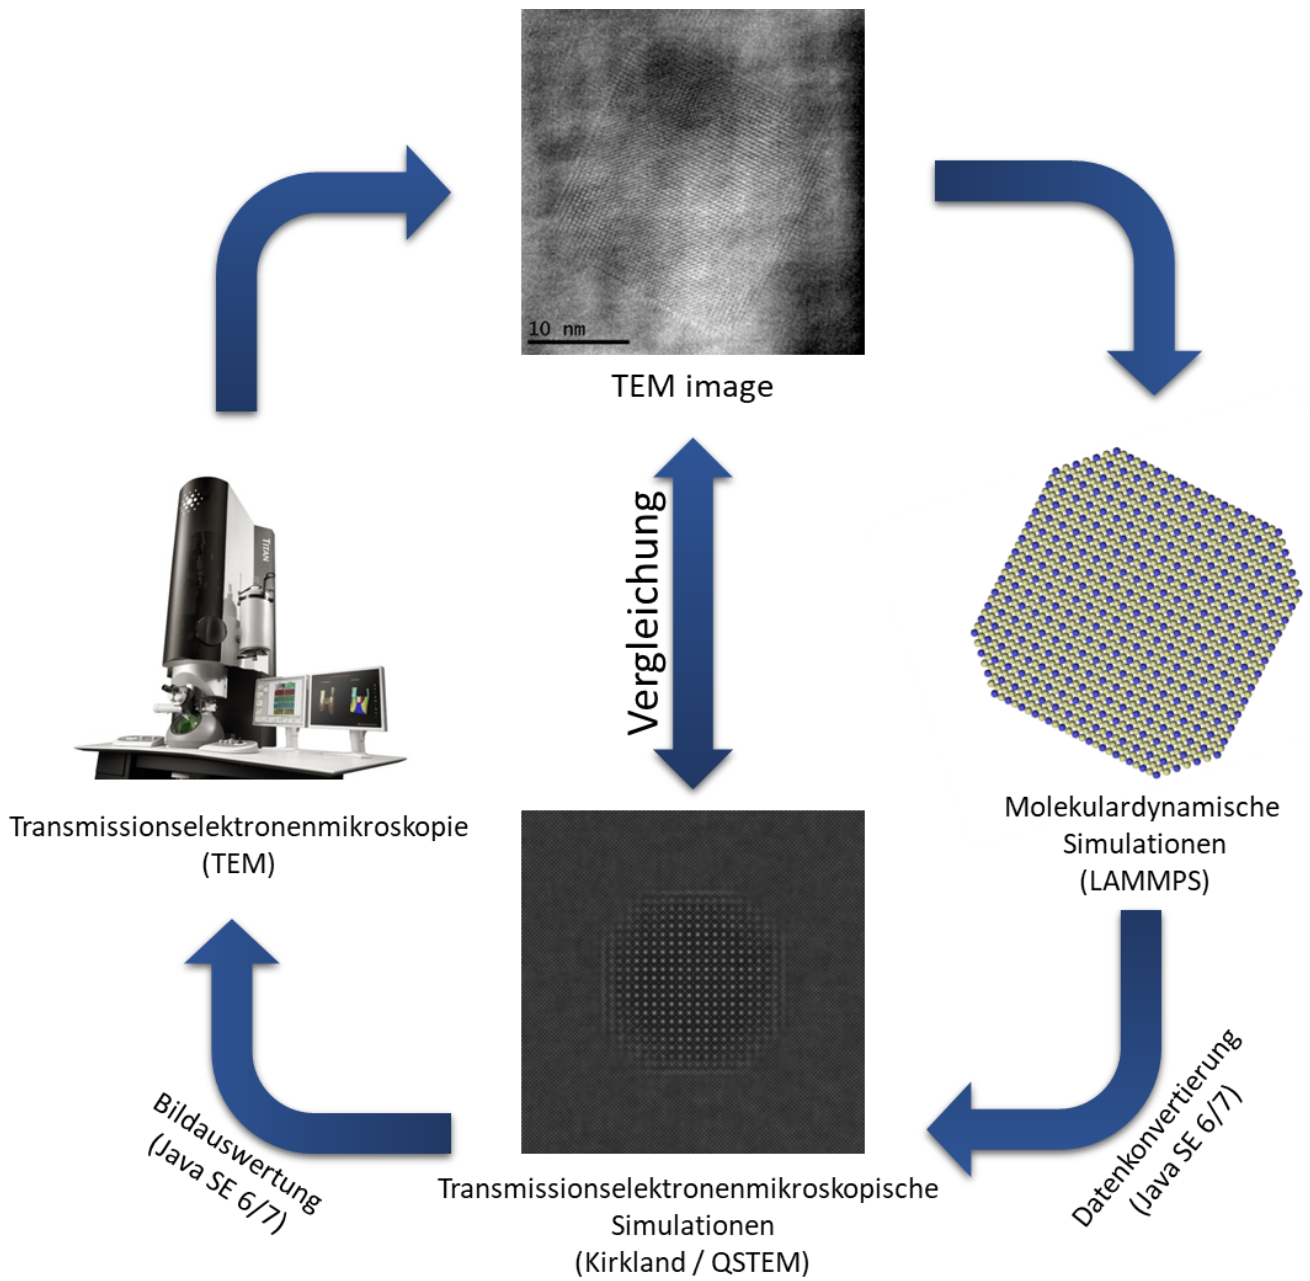 10 nm
TEM image
TITAN
Vergleichung
Transmissionselektronenmikroskopie
(TEM)
Molekulardynamische
Simulationen
(LAMMPS)
Bildauswertung
(Java SE 6/7)
Datenkonvertierung
(Java SE 6/7)
Transmissionselektronenmikroskopische
Simulationen
(Kirkland / QSTEM)